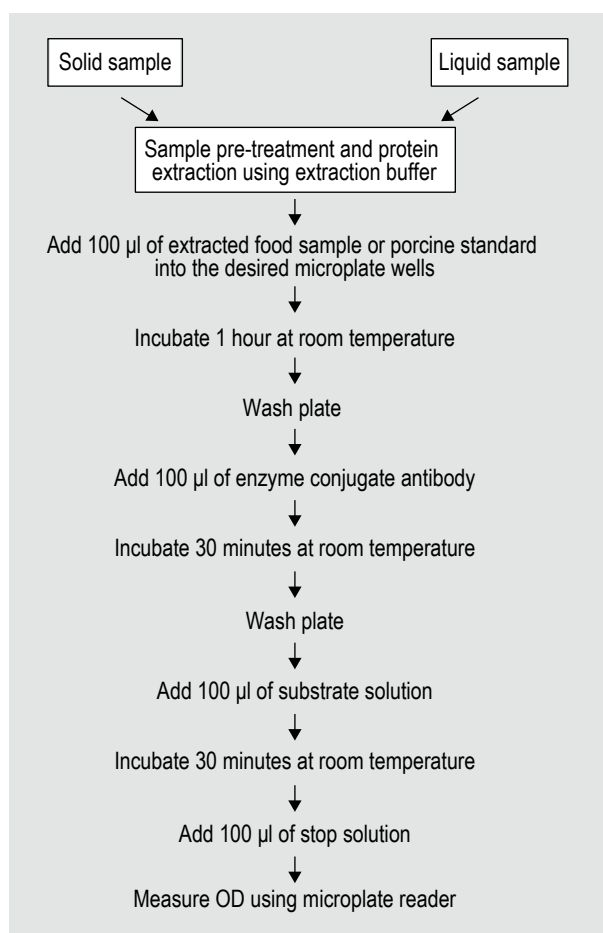 Solid sample
Liquid sample
Sample pre-treatment and protein
extraction using extraction buffer
Add 100 µl of extracted food sample or porcine standard
into the desired microplate wells
Incubate 1 hour at room temperature
Wash plate
Add 100 µl of enzyme conjugate antibody
Incubate 30 minutes at room temperature
Wash plate
Add 100 µl of substrate solution
Incubate 30 minutes at room temperature
Add 100 µl of stop solution
Measure OD using microplate reader